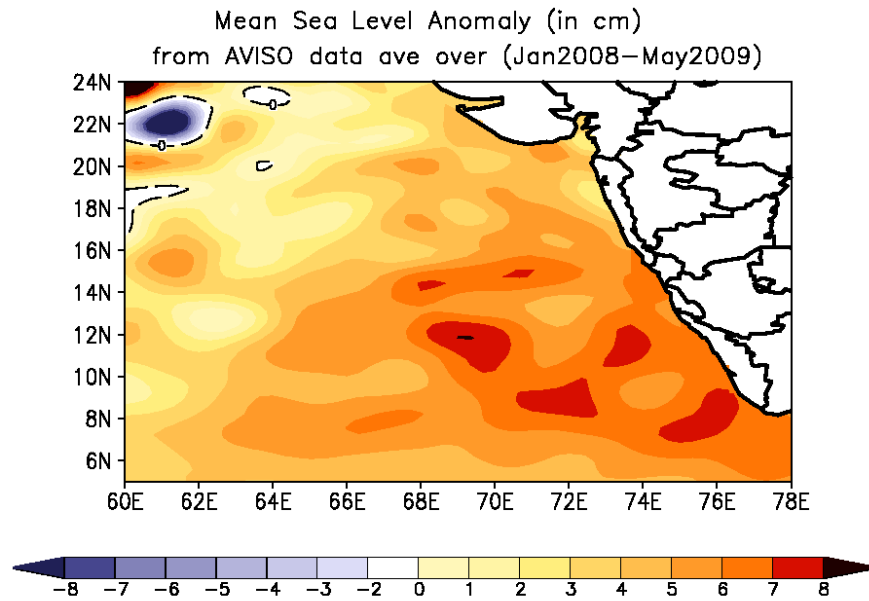 Mean Sea Level Anomaly (in cm)
from AVISO data ave over (Jan2008−May2009)
24N
22N
20N
18N
16N
14N
12N
10N
8N
6N
0
0
0
0
60E 62E 64E 66E 68E 70E 72E 74E 76E 78E
−8 −7 −6 −5 −4 −3 −2 0 1 2 3 4 5 6 7 8